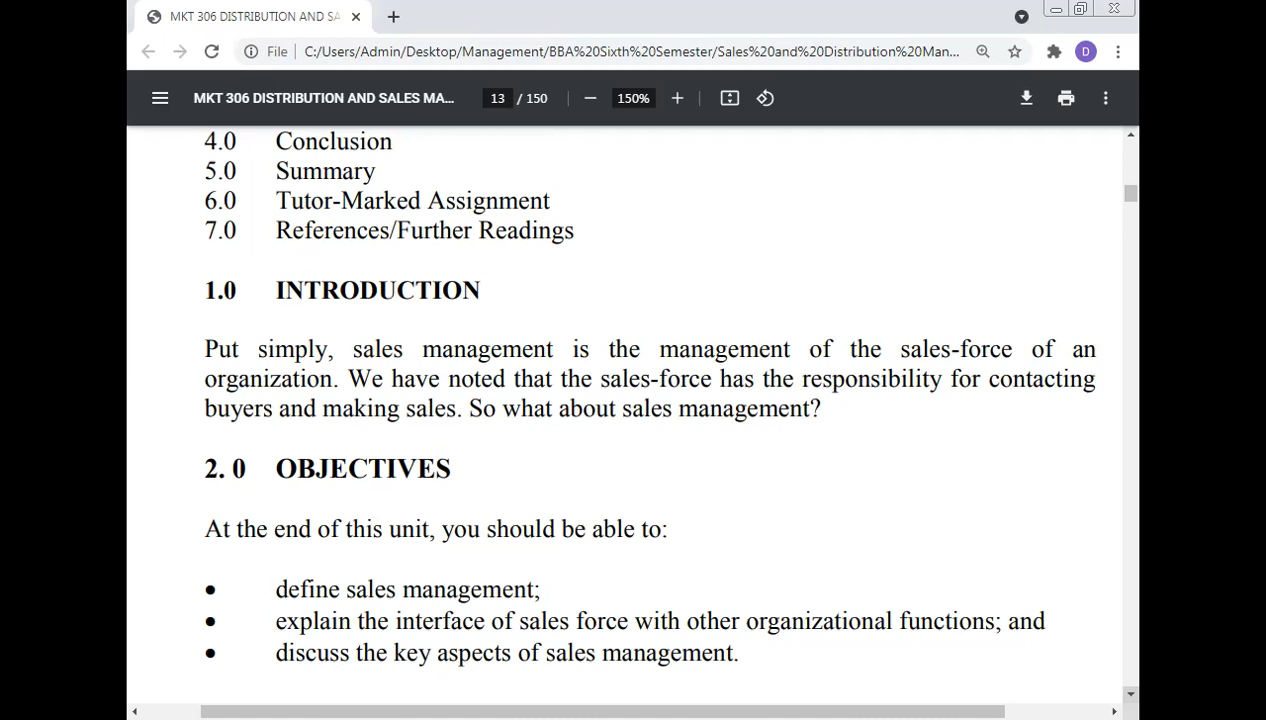 MKT 306 DISTRIBUTION AND SA
File C:/Users/Admin/Desktop/Management/BBA%20Sixth%20Semester/Sales%20and%20Distribution%20Man... D
MKT 306 DISTRIBUTION AND SALES MA... 13 / 150 150%
4.0 Conclusion
5.0 Summary
6.0 Tutor-Marked Assignment
7.0 References/Further Readings
1.0 INTRODUCTION
Put simply, sales management is the management of the sales-force of an
organization. We have noted that the sales-force has the responsibility for contacting
buyers and making sales. So what about sales management?
2. 0 OBJECTIVES
At the end of this unit, you should be able to:
• define sales management;
• explain the interface of sales force with other organizational functions; and
• discuss the key aspects of sales management.